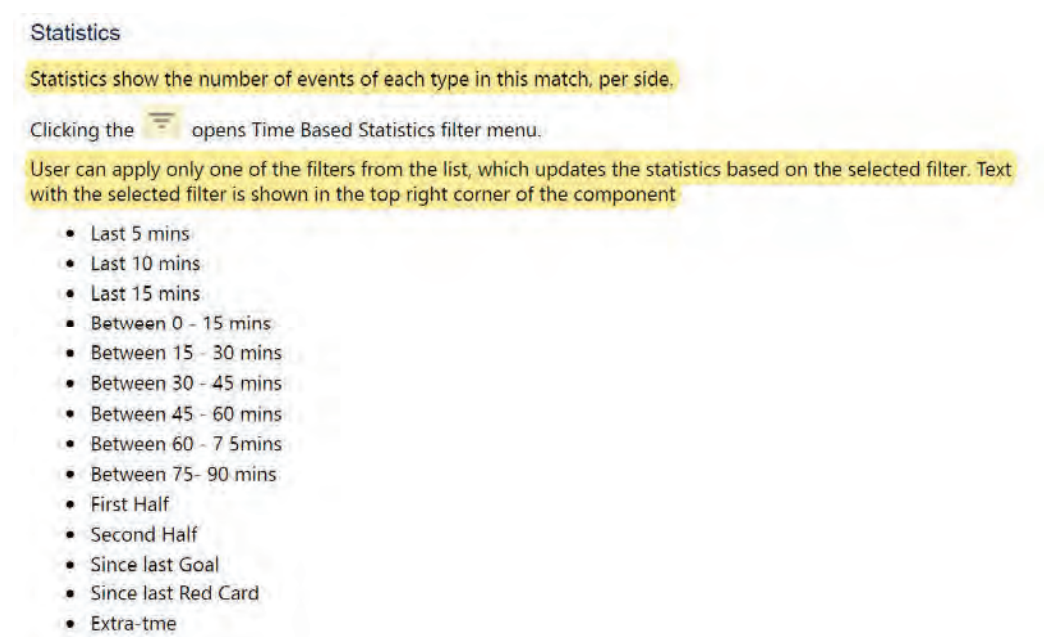 Statistics
Statistics show the number of events of each type in this match, per side.
Clicking the opens Time Based Statistics filter menu.
User can apply only one of the filters from the list, which updates the statistics based on the selected filter. Text
with the selected filter is shown in the top right corner of the component
• Last 5 mins
• Last 10 mins
• Last 15 mins
• Between 0 - 15 mins
• Between 15 - 30 mins
• Between 30 - 45 mins
• Between 45 - 60 mins
• Between 60 - 7 5mins
• Between 75- 90 mins
• First Half
• Second Half
• Since last Goal
• Since last Red Card
• Extra-tme